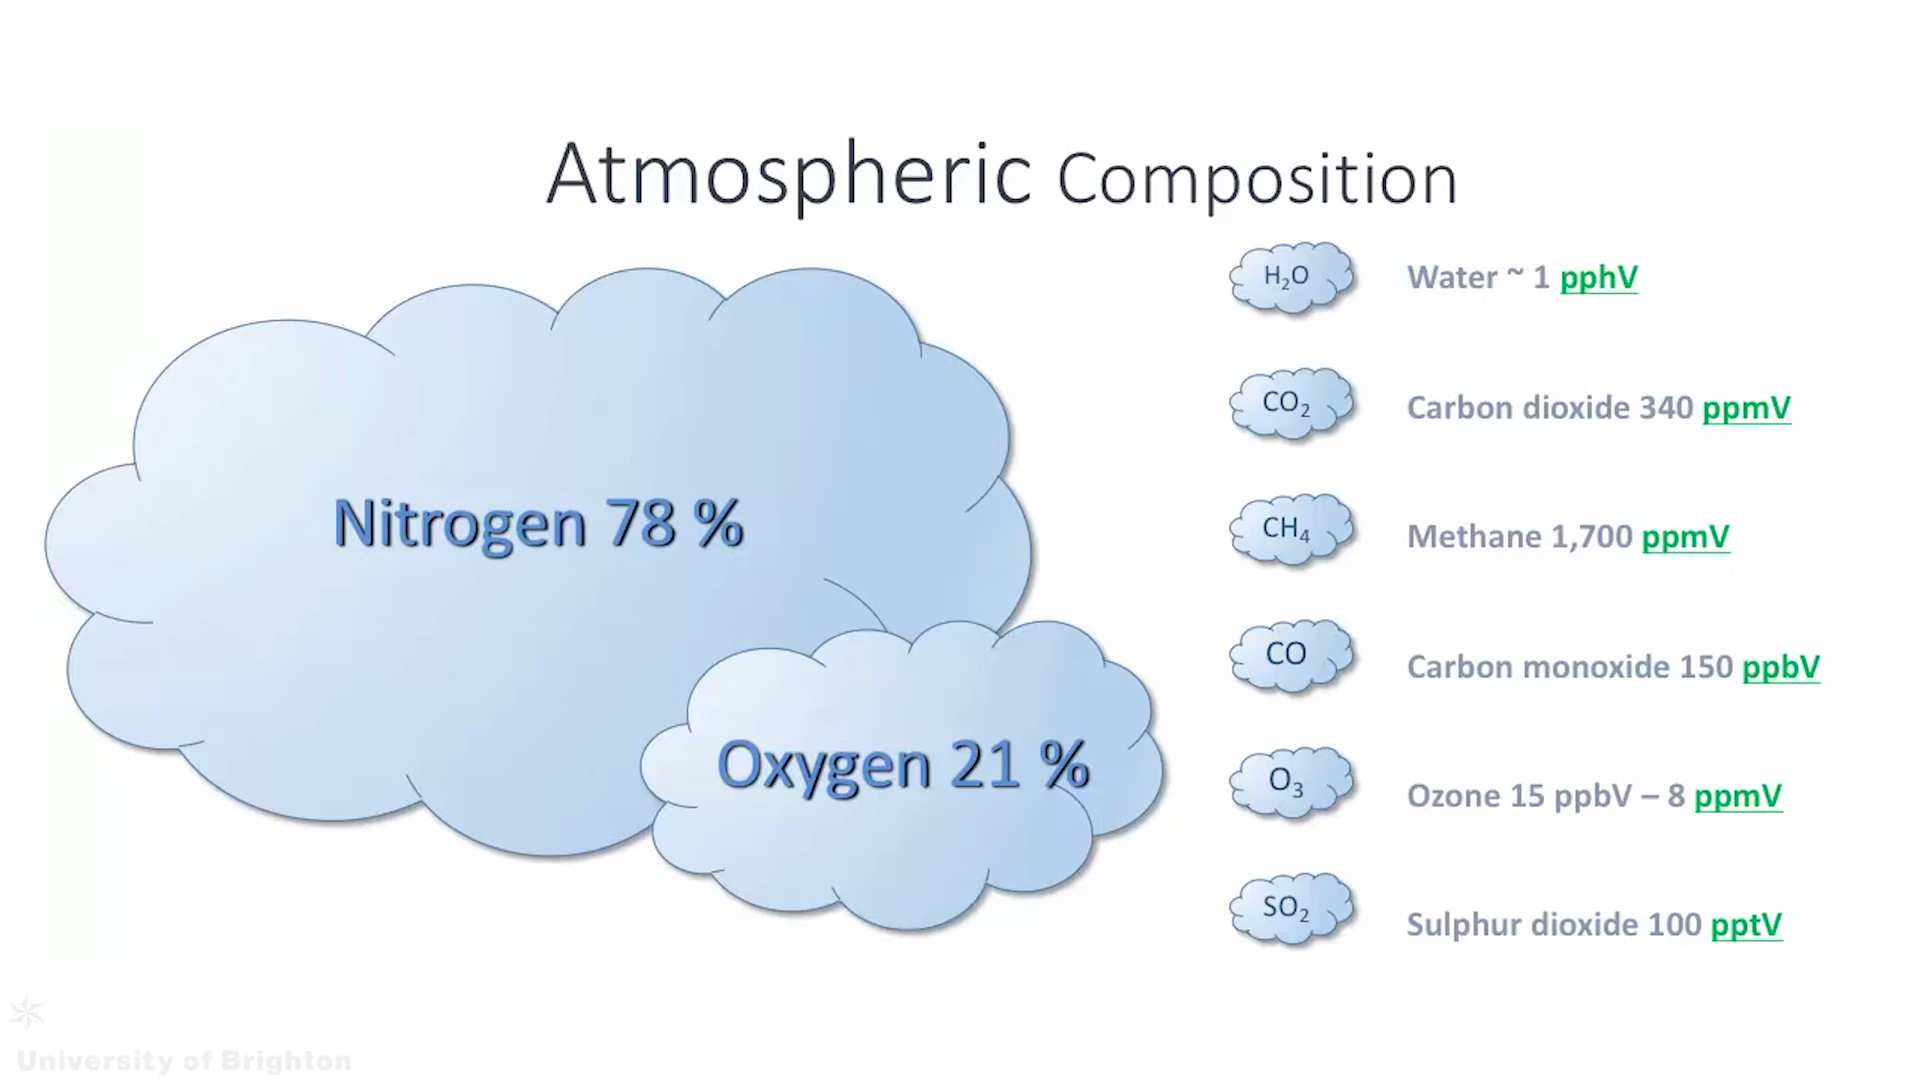 Atmospheric Composition
Nitrogen 78 %
Oxygen 21 %
H₂O
Water ~ 1 pphV
CO₂
Carbon dioxide 340 ppmV
CH₄
Methane 1,700 ppmV
CO
Carbon monoxide 150 ppbV
O₃
Ozone 15 ppbV – 8 ppmV
SO₂
Sulphur dioxide 100 pptV
University of Brighton